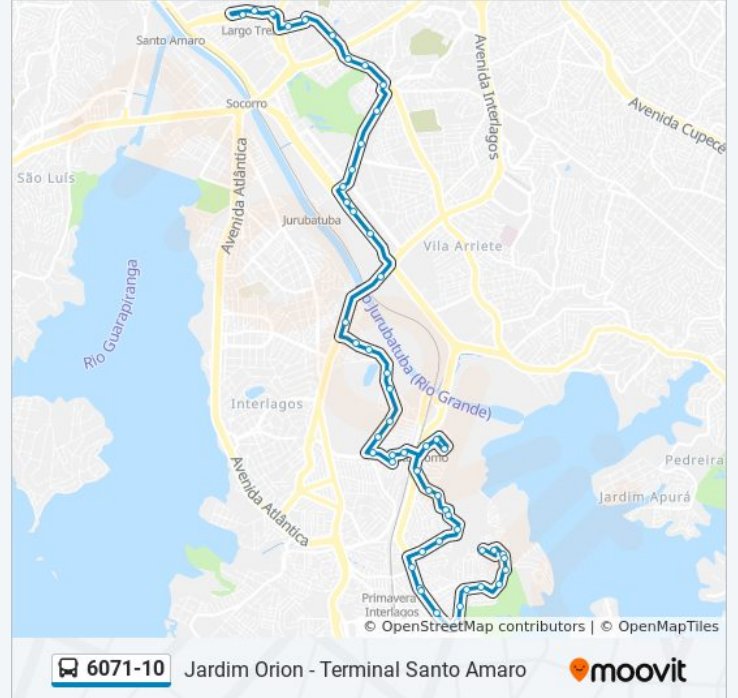 Santo Amaro
Largo Tre
Avenida Interlagos
Avenida Cupecê
Socorro
Avenida Atlântica
São Luís
Jurubatuba
Vila Arriete
Rio Guarapiranga
Jurubatuba (Rio Grande)
Interlagos
Pedreira
Jardim Apurá
Avenida Atlântica
Primavera
Interlagos
© OpenStreetMap contributors | © OpenMapTiles
6071-10 Jardim Orion - Terminal Santo Amaro moovit